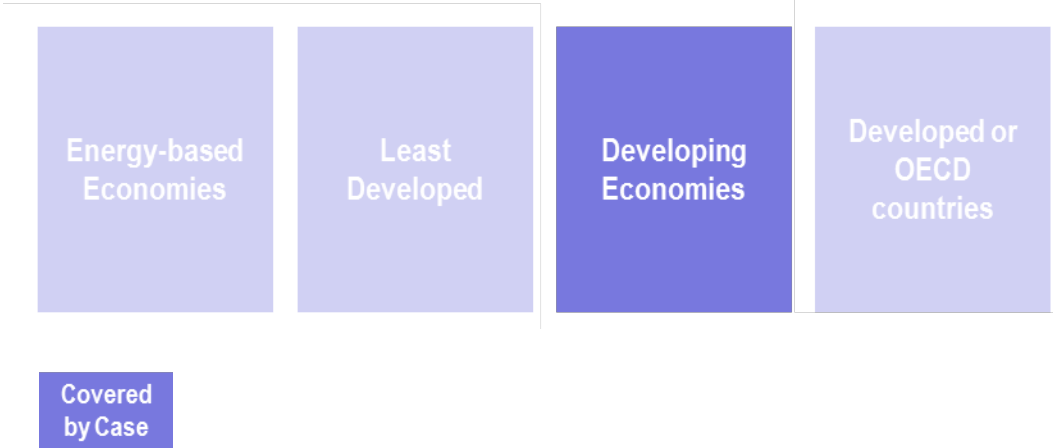 Energy-based
Economies
Least
Developed
Developing
Economies
Developed or
OECD
countries
Covered
by Case